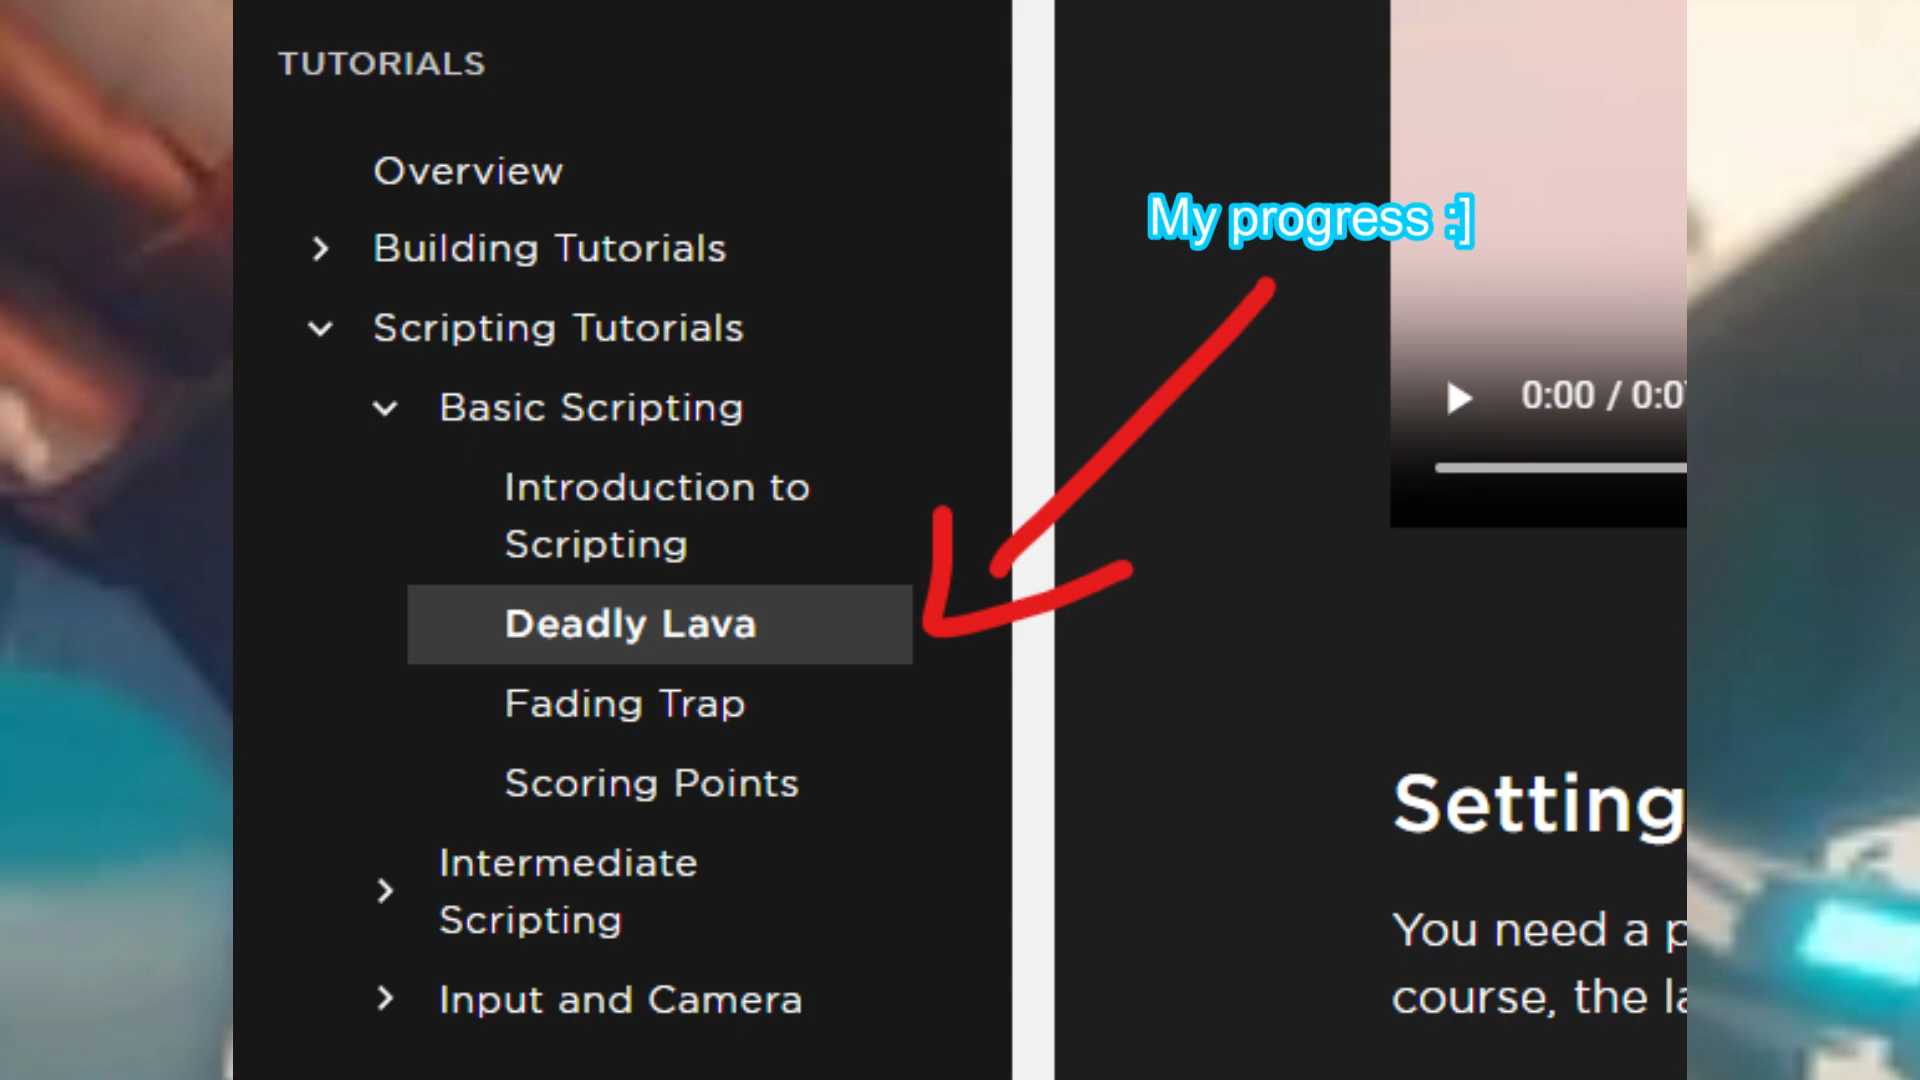 TUTORIALS
Overview
Building Tutorials
Scripting Tutorials
Basic Scripting
Introduction to
Scripting
Deadly Lava
Fading Trap
Scoring Points
Intermediate
Scripting
Input and Camera
My progress :]
0:00 / 0:0
Setting
You need a
course, the